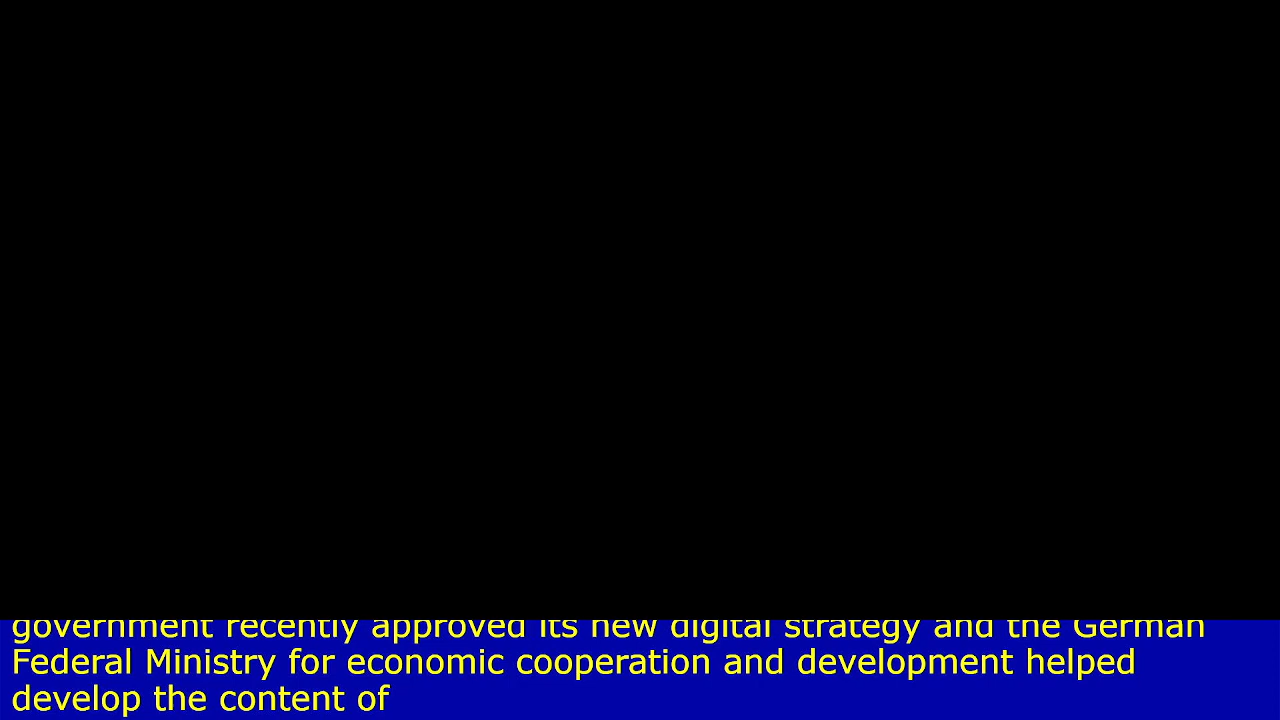 government recently approved its new digital strategy and the German
Federal Ministry for economic cooperation and development helped
develop the content of